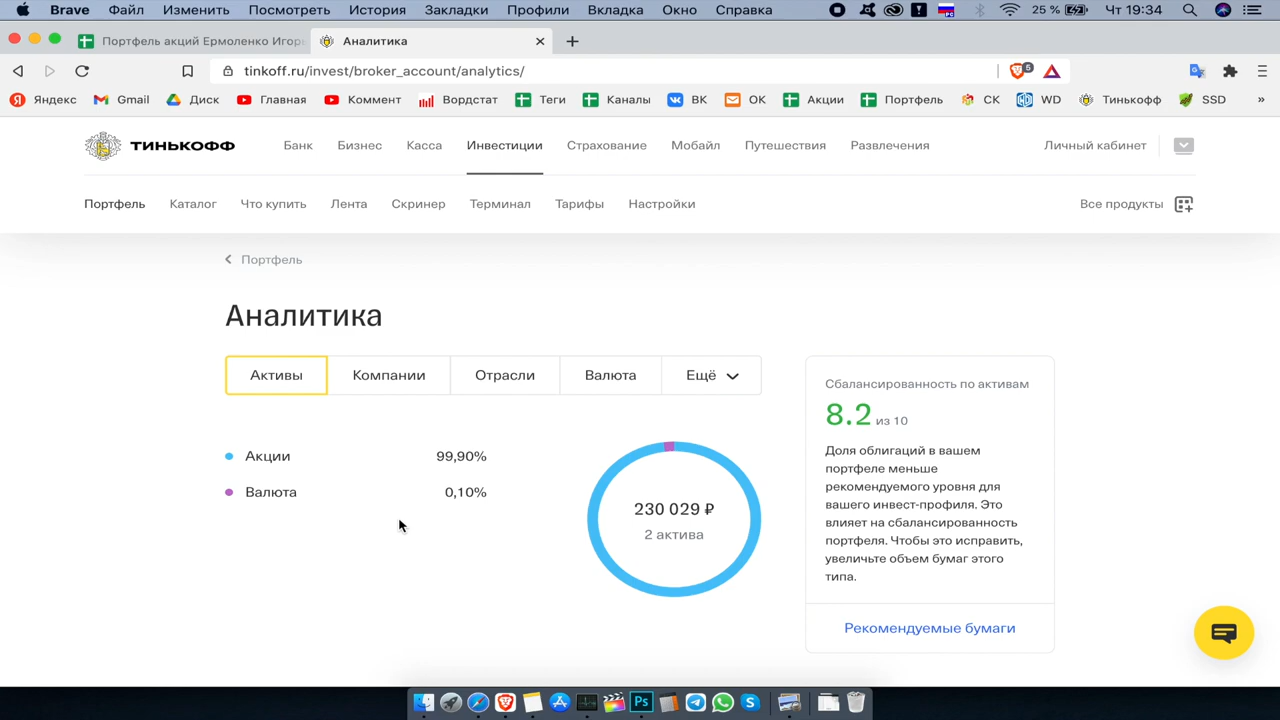 Brave Файл Изменить Просмотреть История Закладки Профили Вкладка Окно Справка 25 % Чт 19:34
Портфель акций Ермоленко Игоре Аналитика
tinkoff.ru/invest/broker_account/analytics/ 5
Яндекс Gmail Диск Главная Коммент Вордстат Теги Каналы ВК ОК Акции Портфель СК WD Тинькофф SSD »
ТИНЬКОФФ Банк Бизнес Касса Инвестиции Страхование Мобайл Путешествия Развлечения Личный кабинет
Портфель Каталог Что купить Лента Скринер Терминал Тарифы Настройки Все продукты
Портфель
Аналитика
Активы Компании Отрасли Валюта Ещё
Акции 99,90%
Валюта 0,10%
230 029 ₽
2 актива
Сбалансированность по активам
8.2 из 10
Доля облигаций в вашем
портфеле меньше
рекомендуемого уровня для
вашего инвест-профиля. Это
влияет на сбалансированность
портфеля. Чтобы это исправить,
увеличьте объем бумаг этого
типа.
Рекомендуемые бумаги
Ps